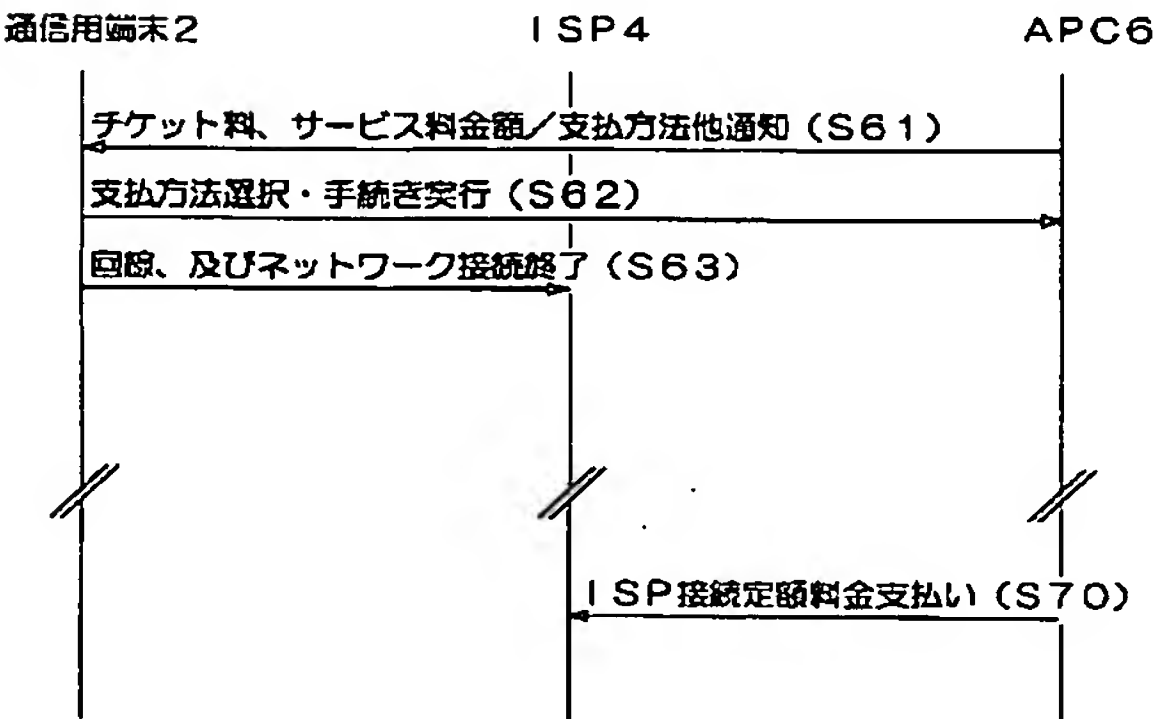 通信用端末2 ISP4 APC6
チケット料、サービス料金額／支払方法他通知（S61）
支払方法選択・手続き実行（S62）
回線、及びネットワーク接続終了（S63）
ISP接続定額料金支払い（S70）